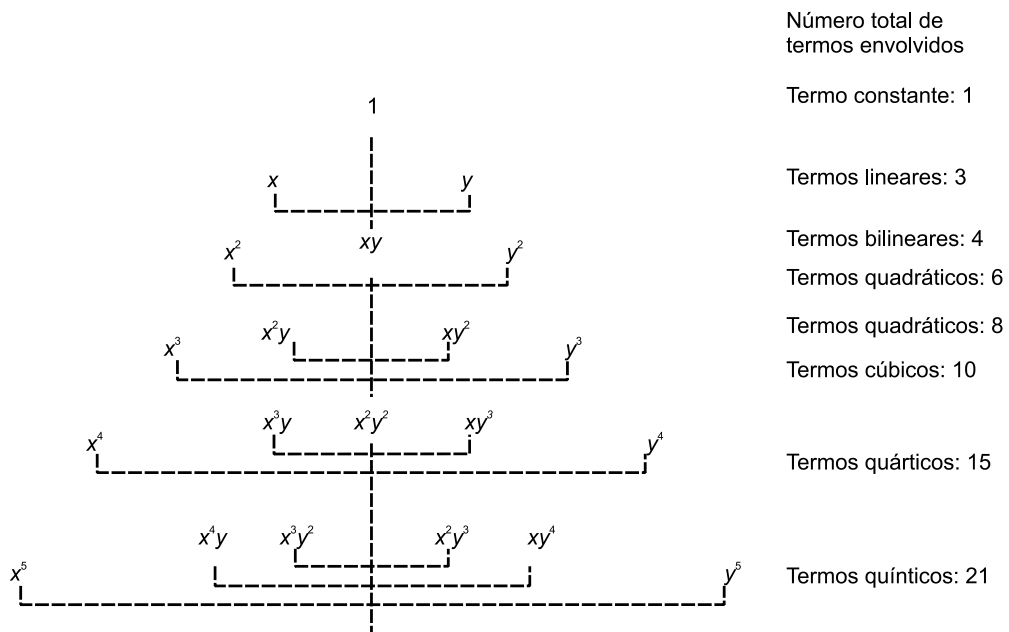 Número total de
termos envolvidos
1 Termo constante: 1
x y Termos lineares: 3
xy Termos bilineares: 4
x² y² Termos quadráticos: 6
x²y xy² Termos quadráticos: 8
x³ y³ Termos cúbicos: 10
x³y x²y² xy³
x⁴ y⁴ Termos quárticos: 15
x⁴y x³y² x²y³ xy⁴
x⁵ y⁵ Termos quínticos: 21